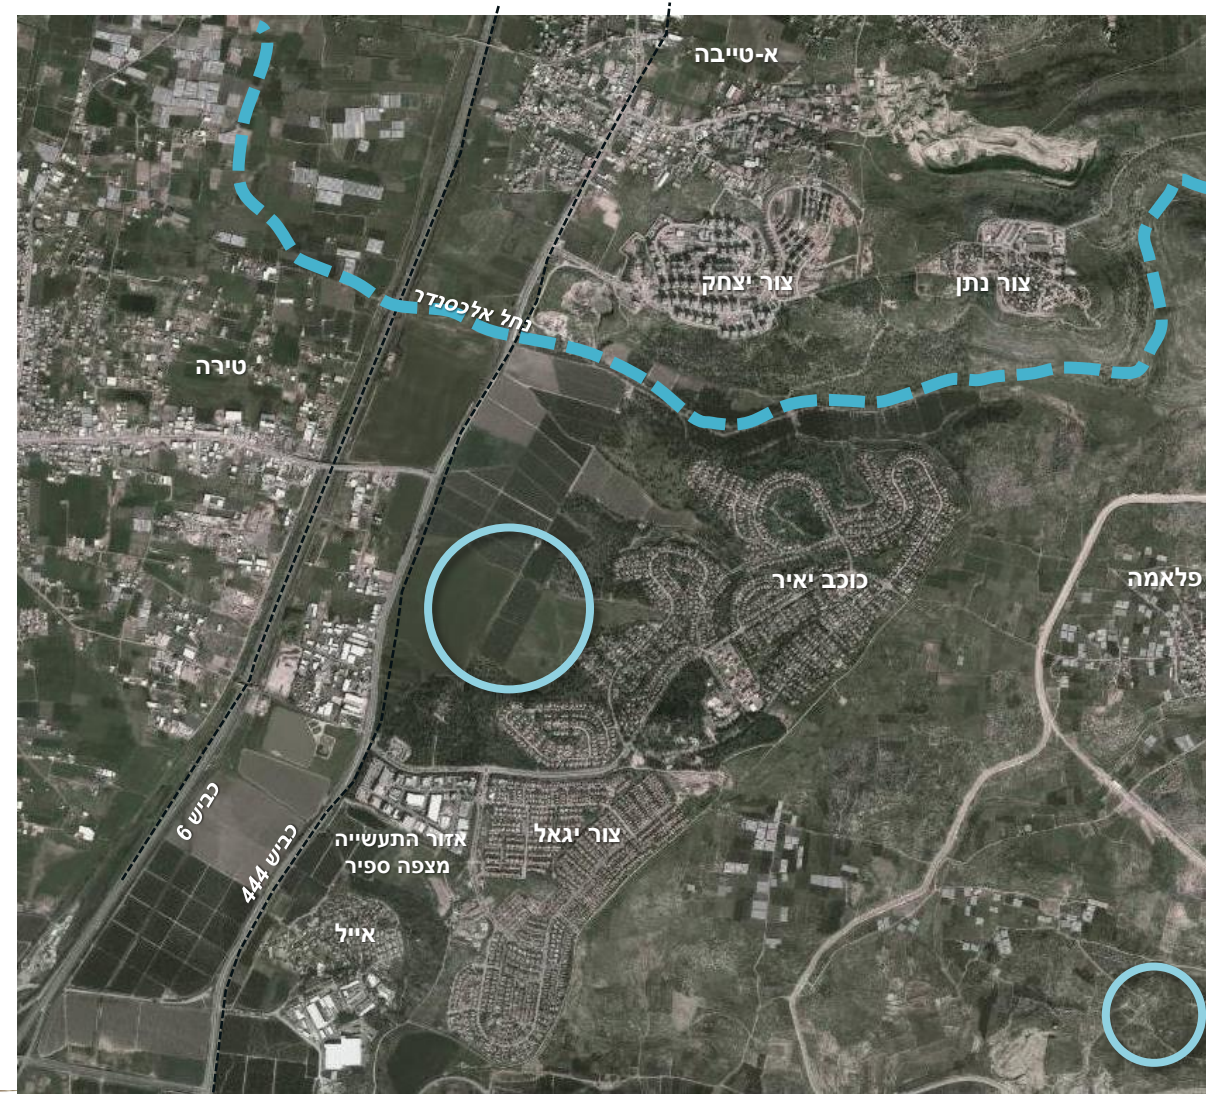 א-טייבה
צור יצחק
צור נתן
נחל אלכסנדר
טירה
כוכב יאיר
פלאמה
כביש 6
כביש 444
צור יגאל
אזור התעשייה
מצפה ספיר
אייל